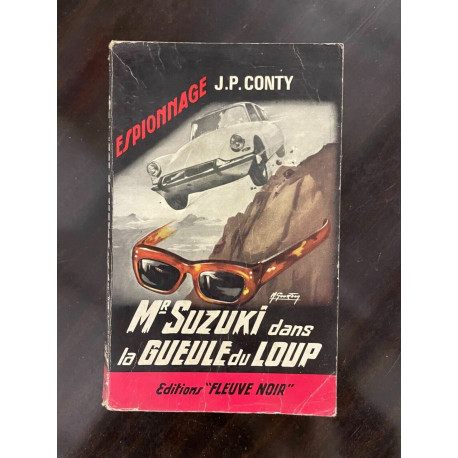 ESPIONNAGE
J.P. CONTY
MR SUZUKI dans
la GUEULE du LOUP
Editions "FLEUVE NOIR"